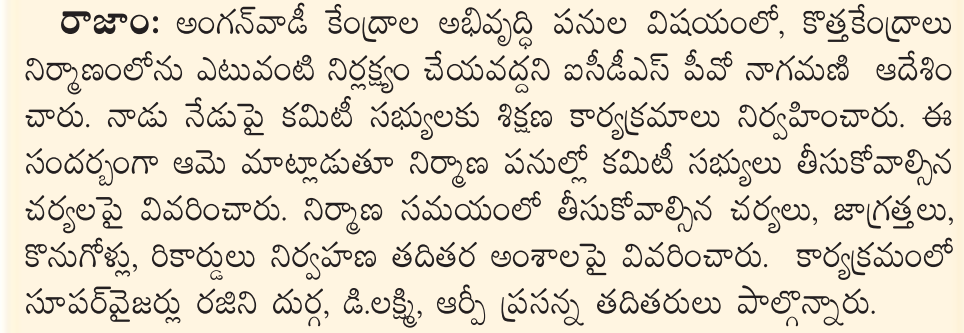 రాజాం: అంగన్‌వాడీ కేంద్రాల అభివృద్ధి పనుల విషయంలో, కొత్తకేంద్రాలు
నిర్మాణంలోను ఎటువంటి నిర్లక్ష్యం చేయవద్దని ఐసీడీఎస్ పీవో నాగమణి ఆదేశిం
చారు. నాడు నేడుపై కమిటీ సభ్యులకు శిక్షణ కార్యక్రమాలు నిర్వహించారు. ఈ
సందర్భంగా ఆమె మాట్లాడుతూ నిర్మాణ పనుల్లో కమిటీ సభ్యులు తీసుకోవాల్సిన
చర్యలపై వివరించారు. నిర్మాణ సమయంలో తీసుకోవాల్సిన చర్యలు, జాగ్రత్తలు,
కొనుగోళ్లు, రికార్డులు నిర్వహణ తదితర అంశాలపై వివరించారు. కార్యక్రమంలో
సూపర్‌వైజర్లు రజిని దుర్గ, డి.లక్ష్మి, ఆర్పీ ప్రసన్న తదితరులు పాల్గొన్నారు.